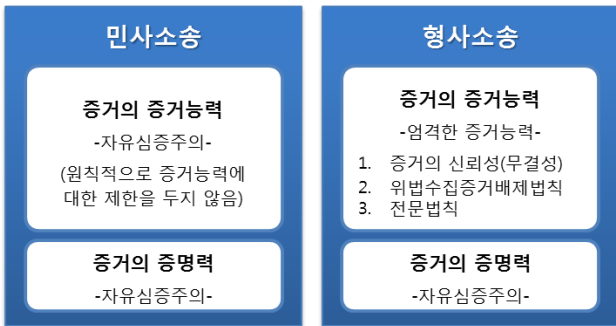 민사소송
증거의 증거능력
-자유심증주의-
(원칙적으로 증거능력에
대한 제한을 두지 않음)
증거의 증명력
-자유심증주의-
형사소송
증거의 증거능력
-엄격한 증거능력-
1. 증거의 신뢰성(무결성)
2. 위법수집증거배제법칙
3. 전문법칙
증거의 증명력
-자유심증주의-